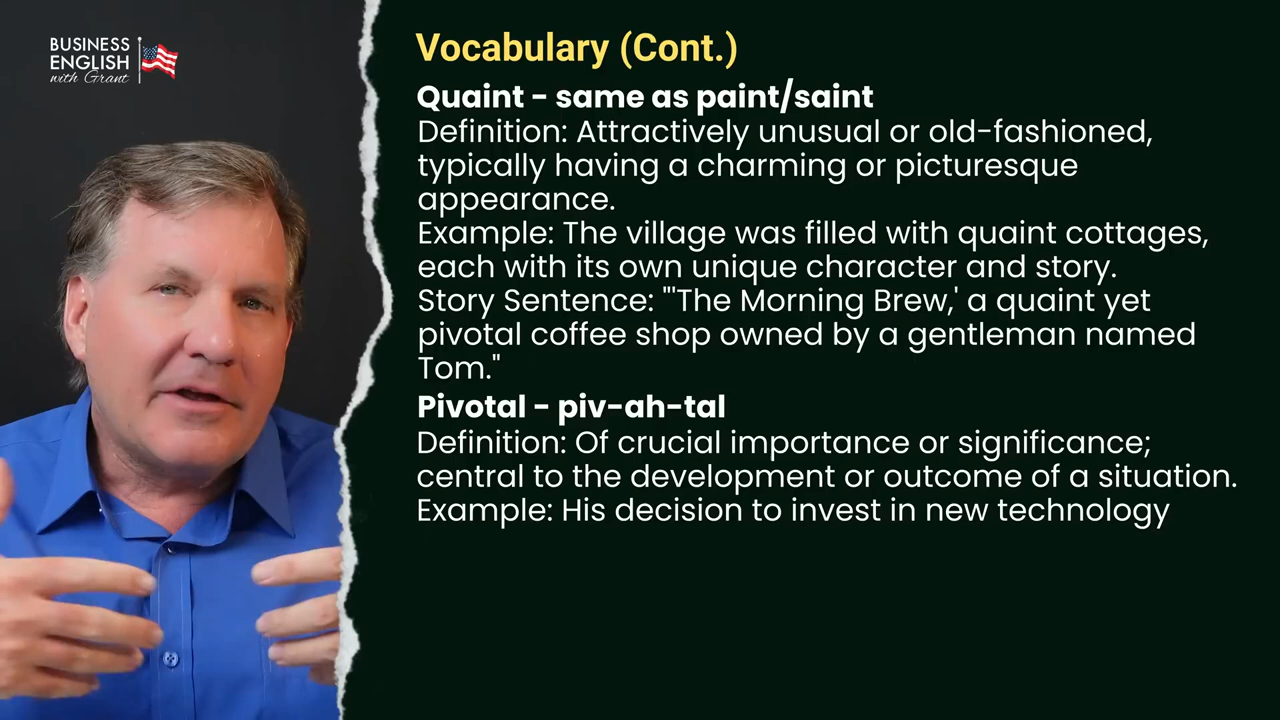 BUSINESS
ENGLISH
with Grant
Vocabulary (Cont.)
Quaint - same as paint/saint
Definition: Attractively unusual or old-fashioned,
typically having a charming or picturesque
appearance.
Example: The village was filled with quaint cottages,
each with its own unique character and story.
Story Sentence: "'The Morning Brew,' a quaint yet
pivotal coffee shop owned by a gentleman named
Tom."
Pivotal - piv-ah-tal
Definition: Of crucial importance or significance;
central to the development or outcome of a situation.
Example: His decision to invest in new technology